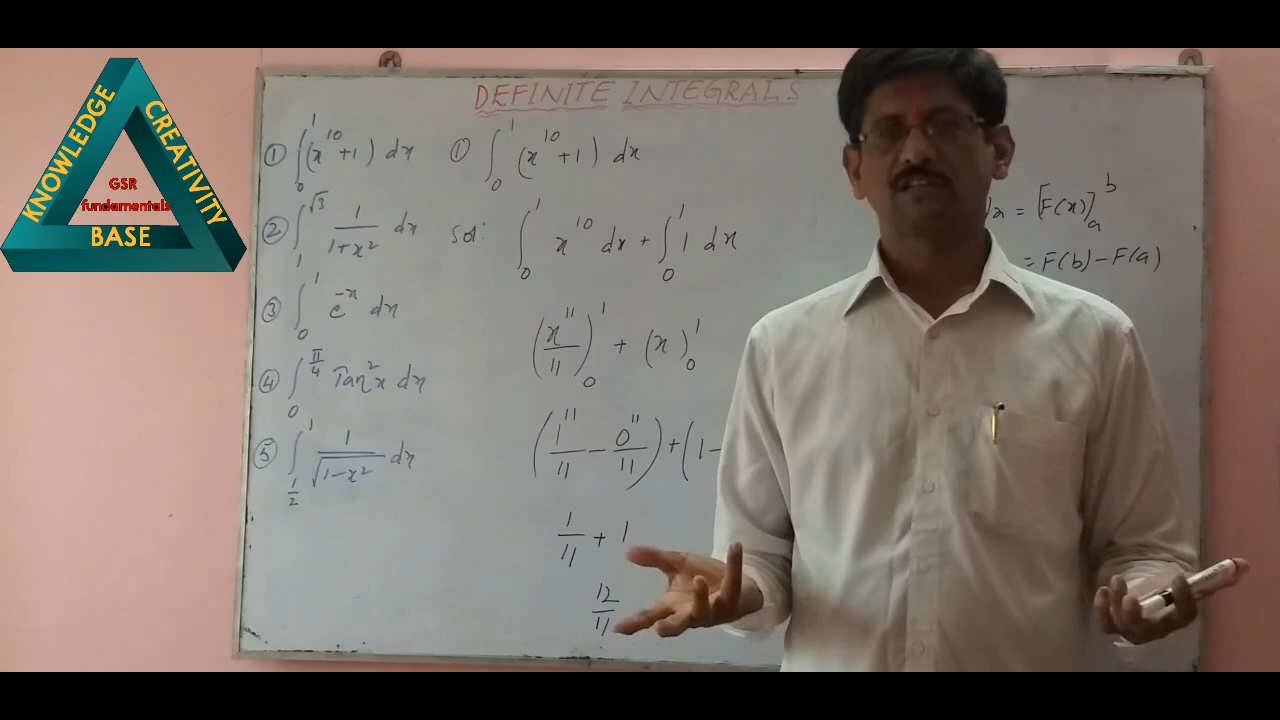 KNOWLEDGE
CREATIVITY
GSR
fundamentals
BASE
DEFINITE INTEGRALS
① ∫₀¹ (x¹⁰+1) dx
② ∫₁^√3 1/(1+x²) dx
③ ∫₀¹ e⁻ˣ dx
④ ∫₀^π/4 Tan²x dx
⑤ ∫_1/2^1 1/√(1-x²) dx
① ∫₀¹ (x¹⁰+1) dx
Sol: ∫₀¹ x¹⁰ dx + ∫₀¹ 1 dx
(x¹¹/11)₀¹ + (x)₀¹
(1¹¹/11 - 0¹¹/11) + (1-
1/11 + 1
12/11
= [F(x)]ₐᵇ
= F(b) - F(a)